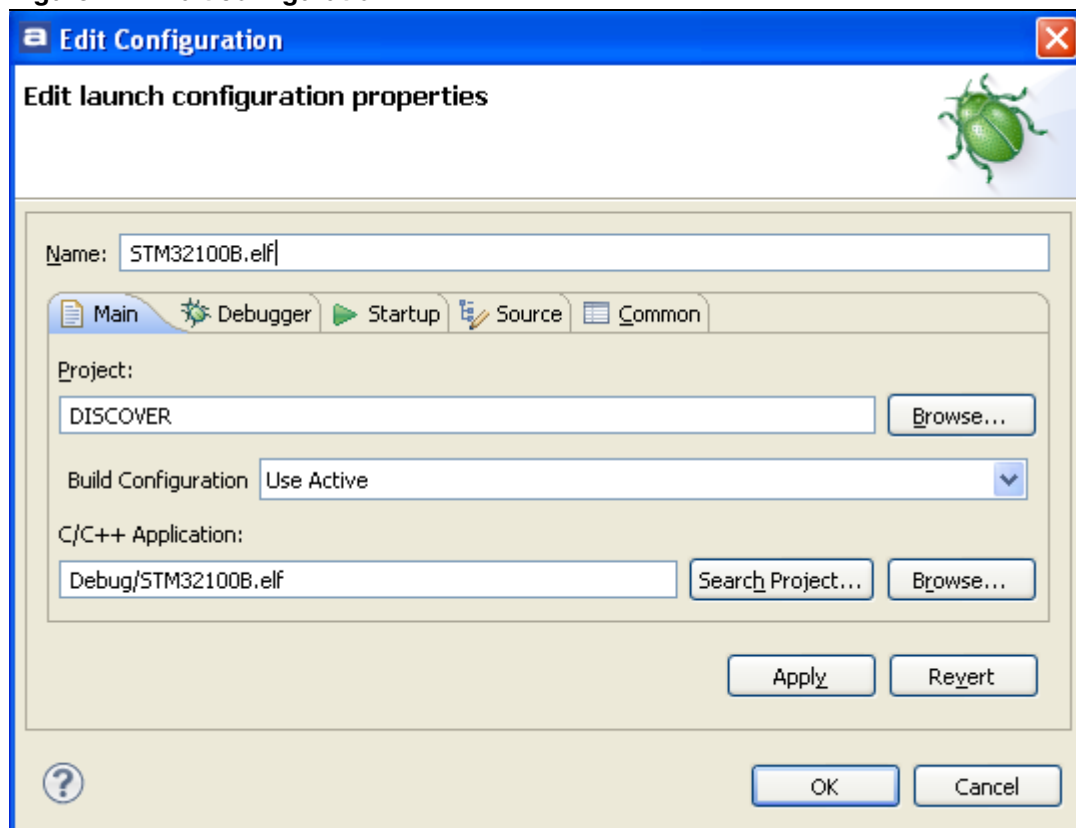 a Edit Configuration
Edit launch configuration properties
Name: STM32100B.elf
Main Debugger Startup Source Common
Project:
DISCOVER Browse...
Build Configuration Use Active
C/C++ Application:
Debug/STM32100B.elf Search Project... Browse...
Apply Revert
? OK Cancel